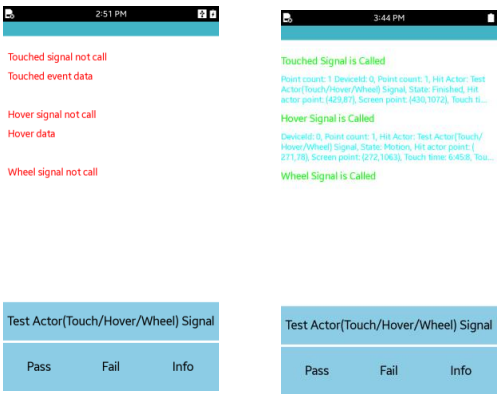 2:51 PM
Touched signal not call
Touched event data
Hover signal not call
Hover data
Wheel signal not call
Test Actor(Touch/Hover/Wheel) Signal
Pass Fail Info
3:44 PM
Touched Signal is Called
Point count: 1 DeviceId: 0, Point count: 1, Hit Actor: Test
Actor(Touch/Hover/Wheel) Signal, State: Finished, Hit
actor point: (429,87), Screen point: (430,1072), Touch ti...
Hover Signal is Called
DeviceId: 0, Point count: 1, Hit Actor: Test Actor(Touch/
Hover/Wheel) Signal, State: Motion, Hit actor point: (
271,78), Screen point: (272,1063), Touch time: 6:45:8, Tou...
Wheel Signal is Called
Test Actor(Touch/Hover/Wheel) Signal
Pass Fail Info